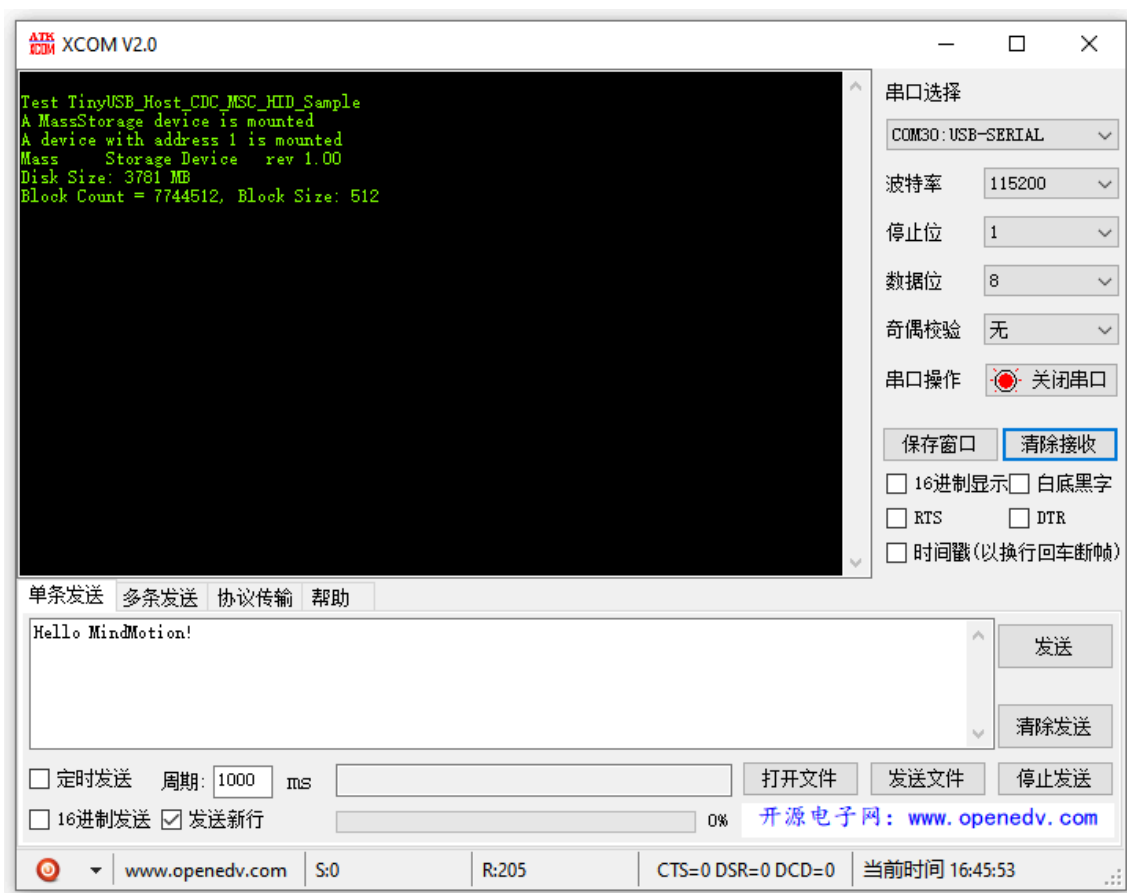 ATK XCOM XCOM V2.0
Test TinyUSB_Host_CDC_MSC_HID_Sample
A MassStorage device is mounted
A device with address 1 is mounted
Mass Storage Device rev 1.00
Disk Size: 3781 MB
Block Count = 7744512, Block Size: 512
串口选择
COM30:USB-SERIAL
波特率 115200
停止位 1
数据位 8
奇偶校验 无
串口操作 关闭串口
保存窗口 清除接收
16进制显示 白底黑字
RTS DTR
时间戳(以换行回车断帧)
单条发送 多条发送 协议传输 帮助
Hello MindMotion!
发送
清除发送
定时发送 周期: 1000 ms 打开文件 发送文件 停止发送
16进制发送 发送新行 0% 开源电子网: www.openedv.com
www.openedv.com S:0 R:205 CTS=0 DSR=0 DCD=0 当前时间 16:45:53